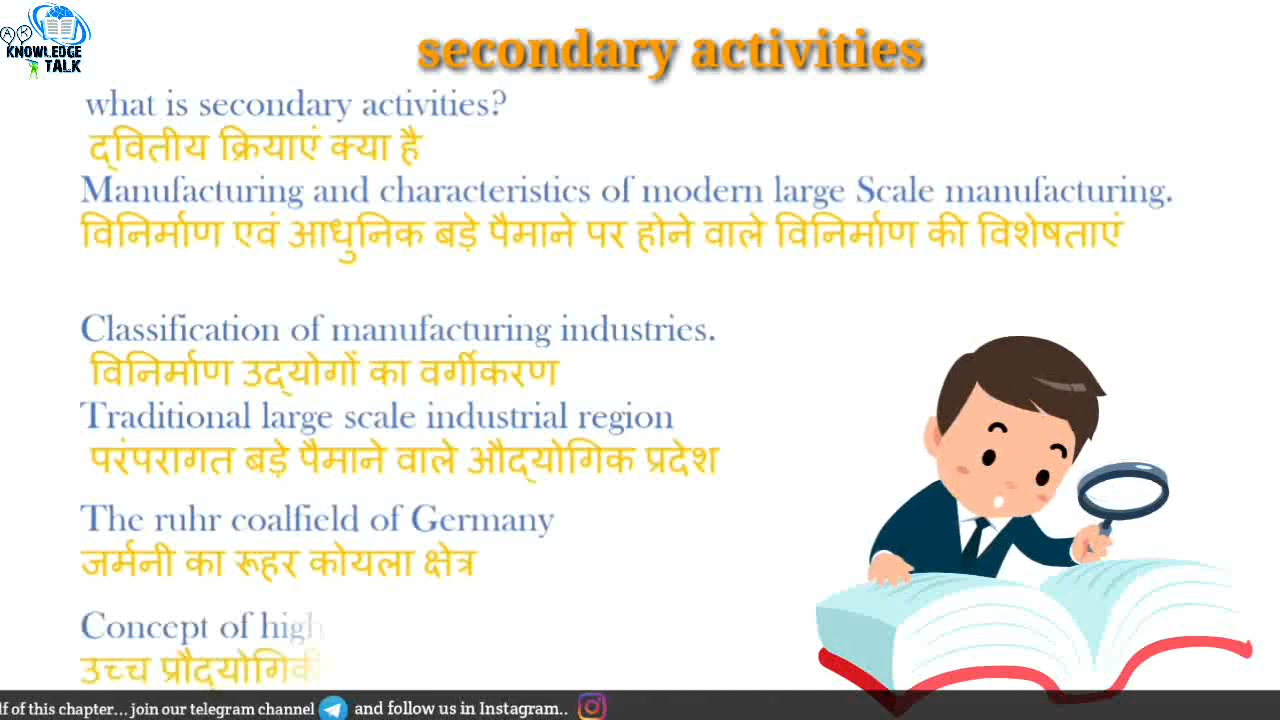 AK
KNOWLEDGE
TALK
secondary activities
what is secondary activities?
द्वितीय क्रियाएं क्या है
Manufacturing and characteristics of modern large Scale manufacturing.
विनिर्माण एवं आधुनिक बड़े पैमाने पर होने वाले विनिर्माण की विशेषताएं
Classification of manufacturing industries.
विनिर्माण उद्योगों का वर्गीकरण
Traditional large scale industrial region
परंपरागत बड़े पैमाने वाले औद्योगिक प्रदेश
The ruhr coalfield of Germany
जर्मनी का रूहर कोयला क्षेत्र
Concept of high
उच्च प्रौद्योगिकी
of this chapter... join our telegram channel and follow us in Instagram..